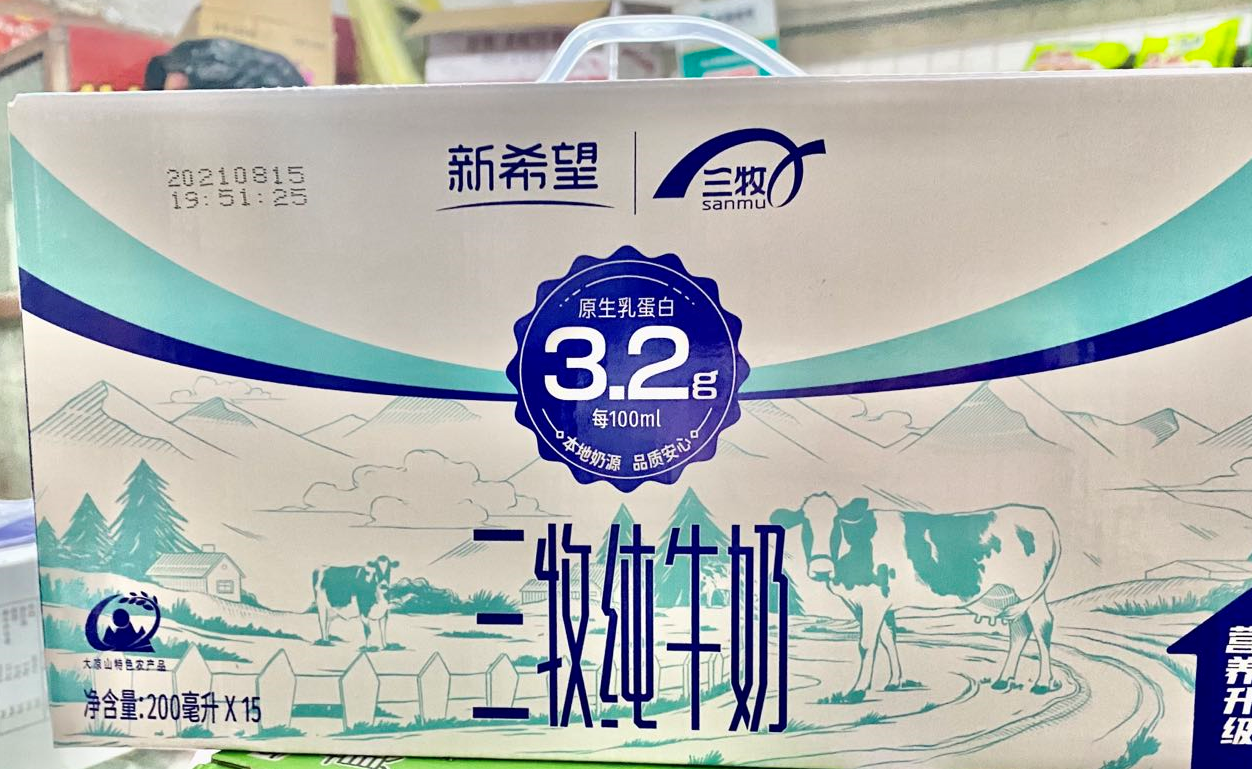 20210815
19:51:25
新希望
三牧
sanmu
原生乳蛋白
3.2g
每100ml
本地奶源 品质安心
三牧纯牛奶
大凉山特色农产品
净含量:200毫升X15
营养升级